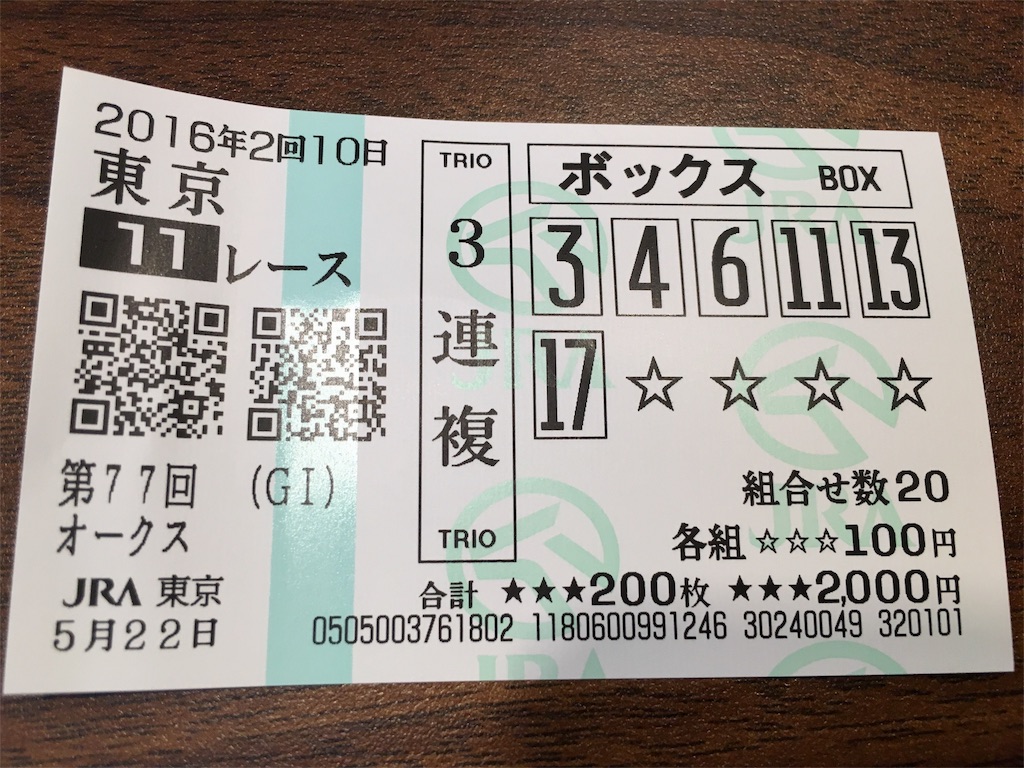 2016年2回10日
東京
11レース
第77回 (GI)
オークス
JRA 東京
5月22日
TRIO
3連複
TRIO
ボックス BOX
3 4 6 11 13
17 ☆ ☆ ☆ ☆
組合せ数20
各組 ☆☆☆100円
合計 ★★★200枚 ★★★2,000円
0505003761802 1180600991246 30240049 320101